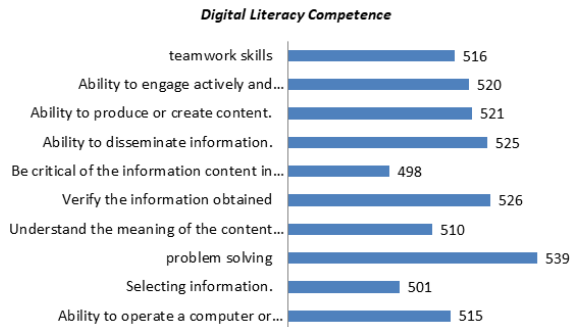 Digital Literacy Competence
teamwork skills 516
Ability to engage actively and... 520
Ability to produce or create content. 521
Ability to disseminate information. 525
Be critical of the information content in... 498
Verify the information obtained 526
Understand the meaning of the content... 510
problem solving 539
Selecting information. 501
Ability to operate a computer or... 515